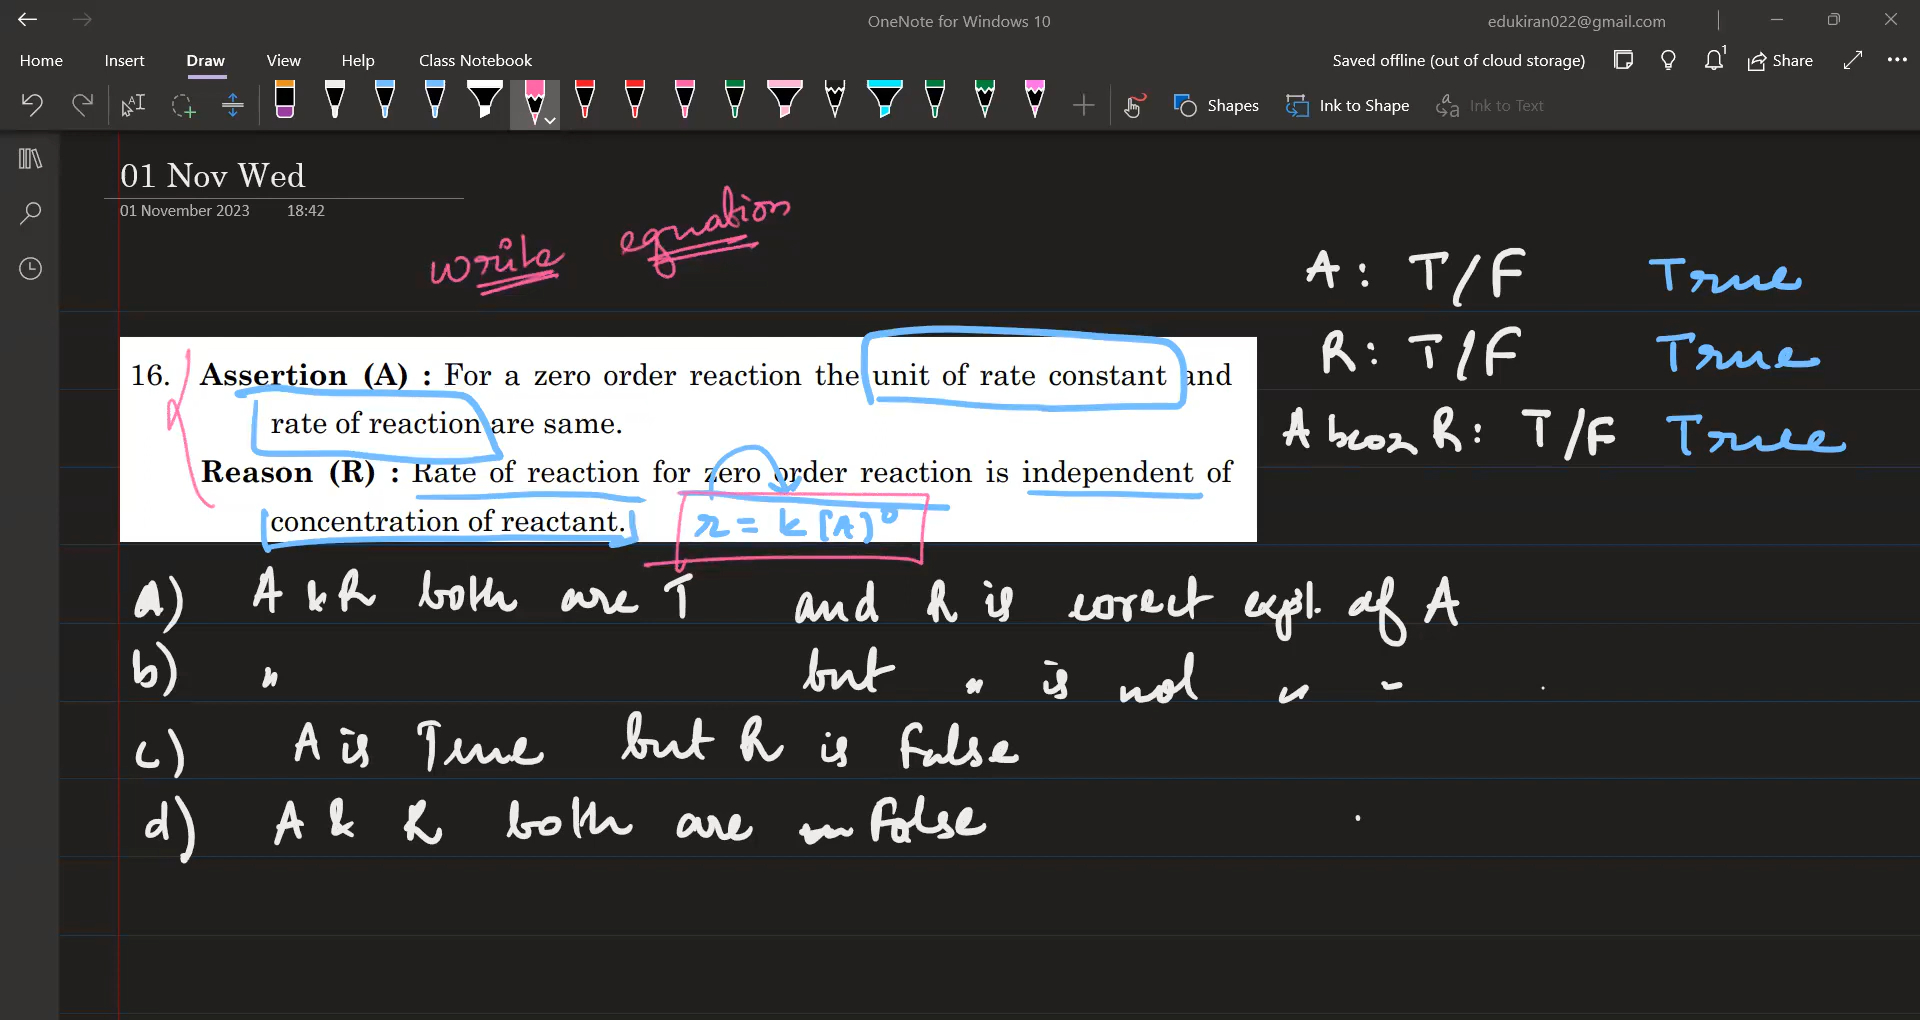 OneNote for Windows 10
edukiran022@gmail.com
Home Insert Draw View Help Class Notebook
Saved offline (out of cloud storage) 1 Share
Shapes Ink to Shape Ink to Text
01 Nov Wed
01 November 2023 18:42
write equation
A: T/F True
R: T/F True
A bcoz R: T/F True
16. Assertion (A) : For a zero order reaction the unit of rate constant and
rate of reaction are same.
Reason (R) : Rate of reaction for zero order reaction is independent of
concentration of reactant. r = k [A]⁰
a) A & R both are T and R is correct expl. of A
b) " but " is not " "
c) A is True but R is False
d) A & R both are False